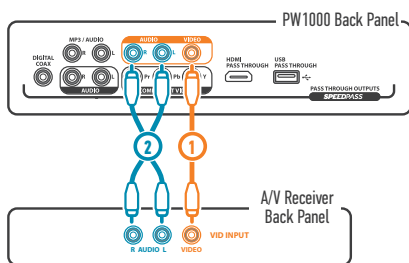 PW1000 Back Panel
MP3 / AUDIO
AUDIO
VIDEO
R
L
R
L
DIGITAL COAX
HDMI PASS THROUGH
USB PASS THROUGH
R
L
Pr
Pb
Y
AUDIO
PASS THROUGH OUTPUTS
SPEEDPASS
2
1
A/V Receiver
Back Panel
VID INPUT
R AUDIO L
VIDEO